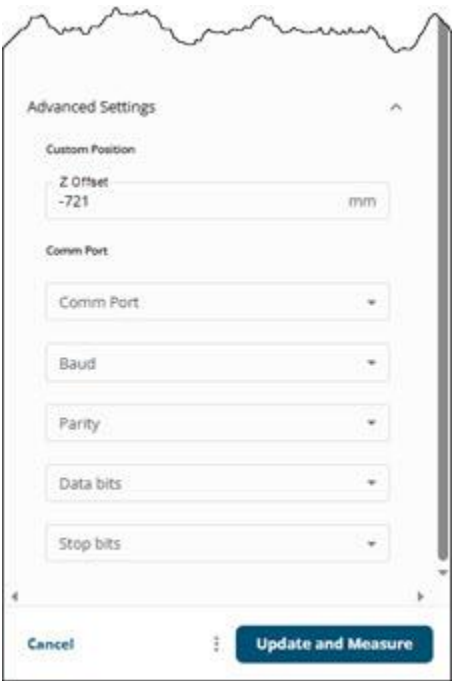 Advanced Settings
Custom Position
Z Offset
-721 mm
Comm Port
Comm Port
Baud
Parity
Data bits
Stop bits
Cancel
Update and Measure